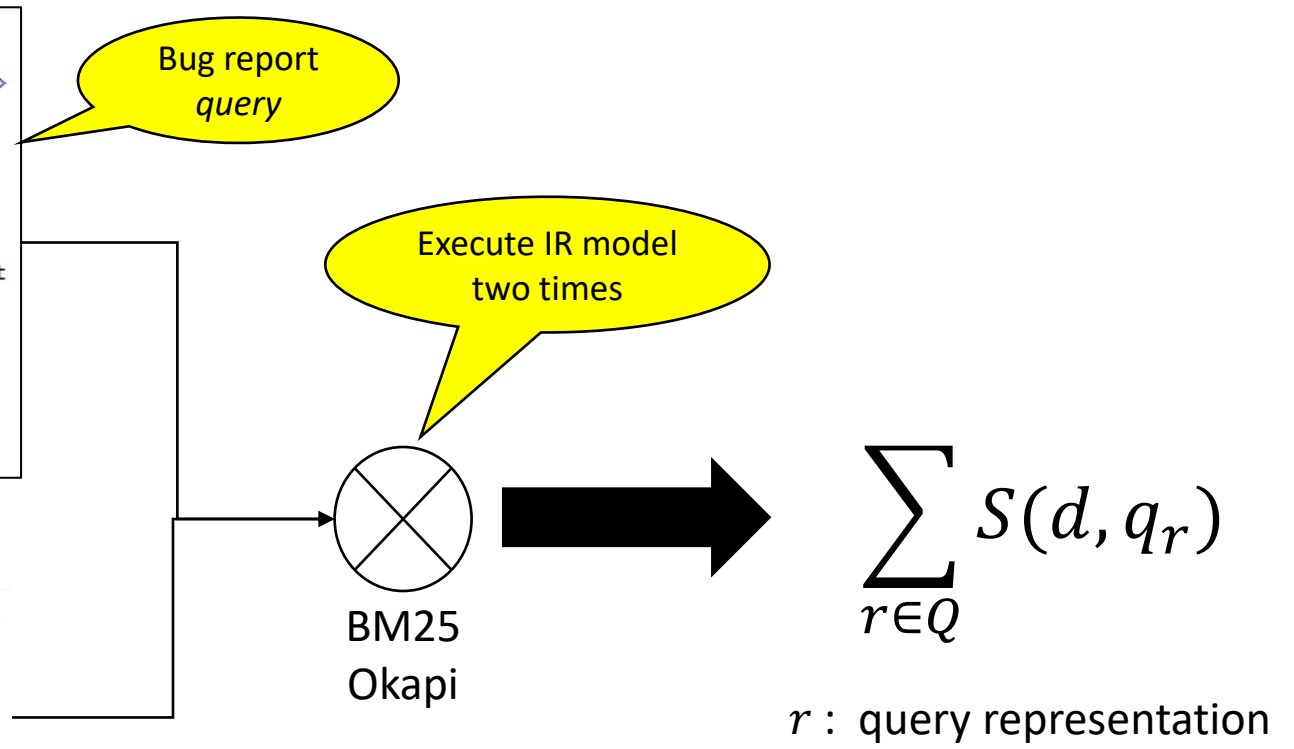 >
Bug report
query
t
Execute IR model
two times
BM25
Okapi
∑ S(d, q_r)
r∈Q
r : query representation